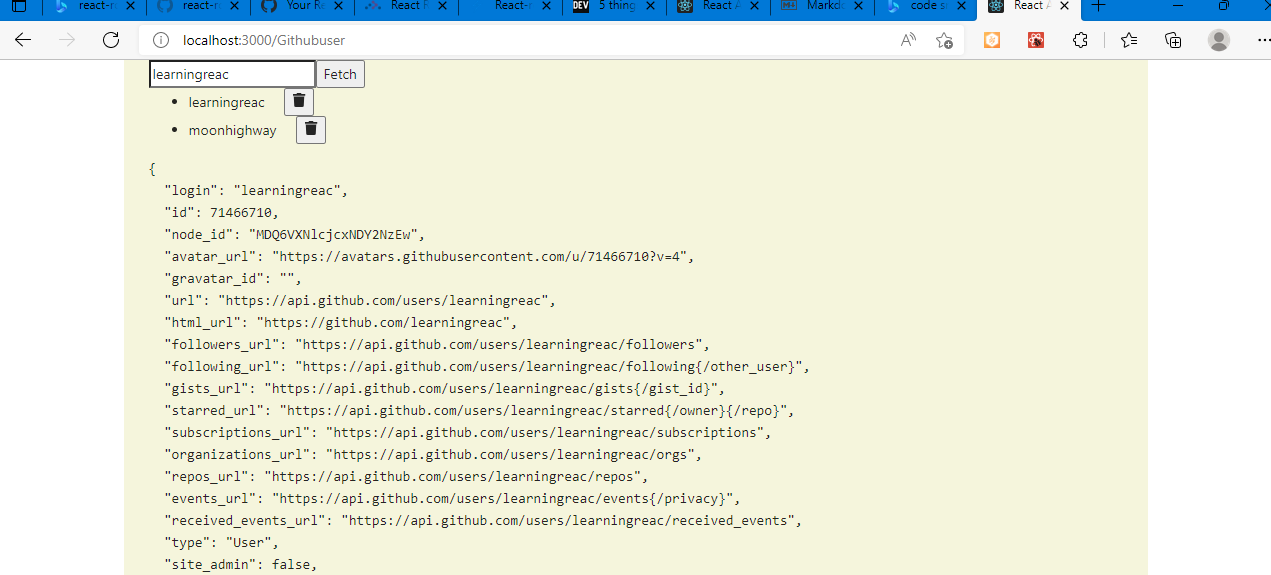 react-r
react-r
Your Re
React R
React-r
DEV 5 thing
React A
Markdo
code s
React A
localhost:3000/Githubuser
learningreac Fetch
learningreac
moonhighway
{
"login": "learningreac",
"id": 71466710,
"node_id": "MDQ6VXNlcjcxNDY2NzEw",
"avatar_url": "https://avatars.githubusercontent.com/u/71466710?v=4",
"gravatar_id": "",
"url": "https://api.github.com/users/learningreac",
"html_url": "https://github.com/learningreac",
"followers_url": "https://api.github.com/users/learningreac/followers",
"following_url": "https://api.github.com/users/learningreac/following{/other_user}",
"gists_url": "https://api.github.com/users/learningreac/gists{/gist_id}",
"starred_url": "https://api.github.com/users/learningreac/starred{/owner}{/repo}",
"subscriptions_url": "https://api.github.com/users/learningreac/subscriptions",
"organizations_url": "https://api.github.com/users/learningreac/orgs",
"repos_url": "https://api.github.com/users/learningreac/repos",
"events_url": "https://api.github.com/users/learningreac/events{/privacy}",
"received_events_url": "https://api.github.com/users/learningreac/received_events",
"type": "User",
"site_admin": false,